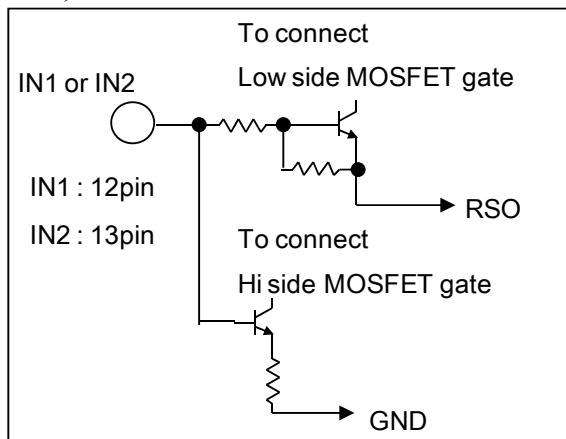 To connect
Low side MOSFET gate
IN1 or IN2
IN1 : 12pin
IN2 : 13pin
RSO
To connect
Hi side MOSFET gate
GND